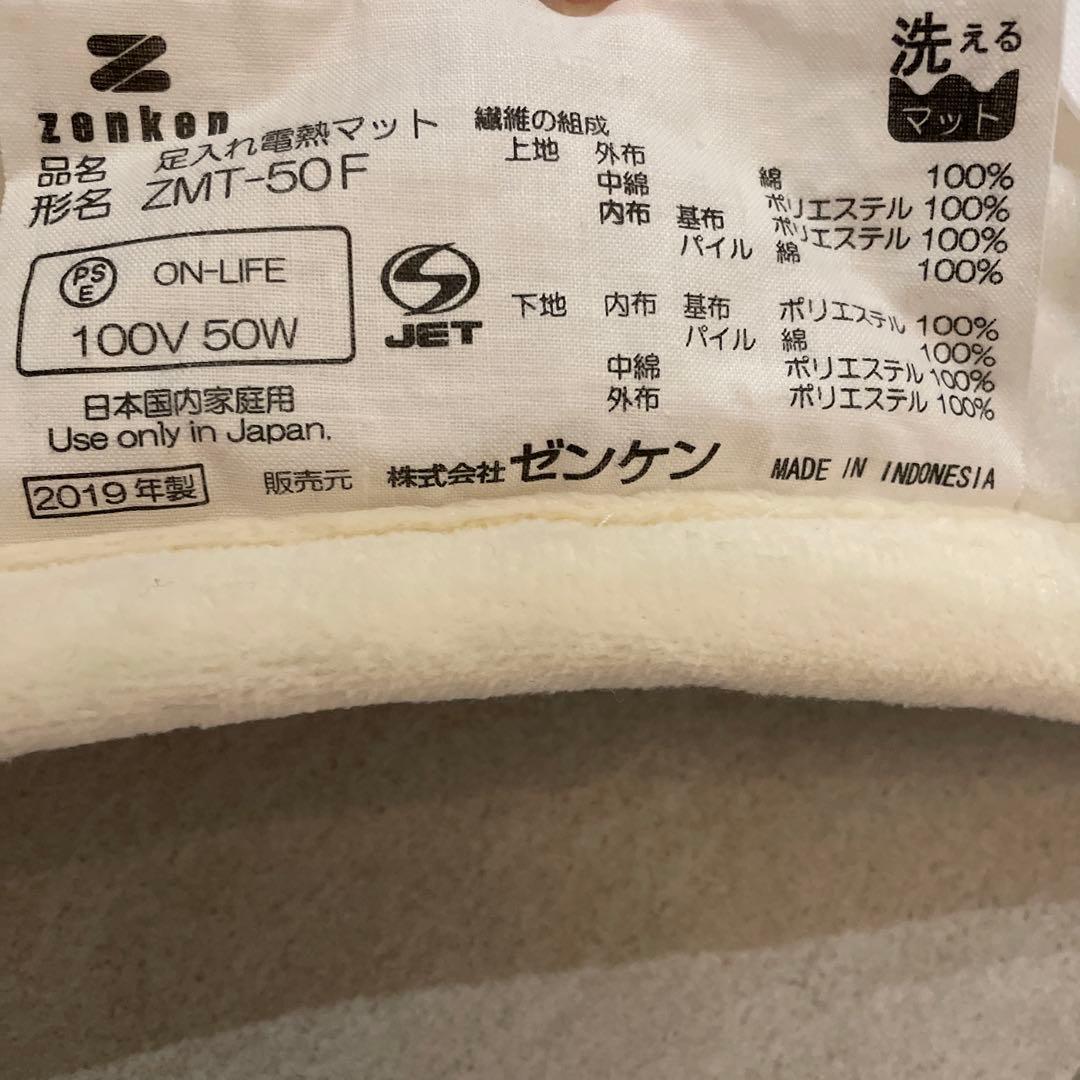 zenken
品名 足入れ電熱マット
形名 ZMT-50F
PSE ON-LIFE
100V 50W
JET
日本国内家庭用
Use only in Japan.
2019年製
販売元 株式会社ゼンケン
MADE IN INDONESIA
洗える
マット
繊維の組成
上地 外布 綿 100%
中綿 ポリエステル 100%
内布 基布 ポリエステル 100%
パイル 綿 100%
下地 内布 基布 ポリエステル 100%
パイル 綿 100%
中綿 ポリエステル 100%
外布 ポリエステル 100%